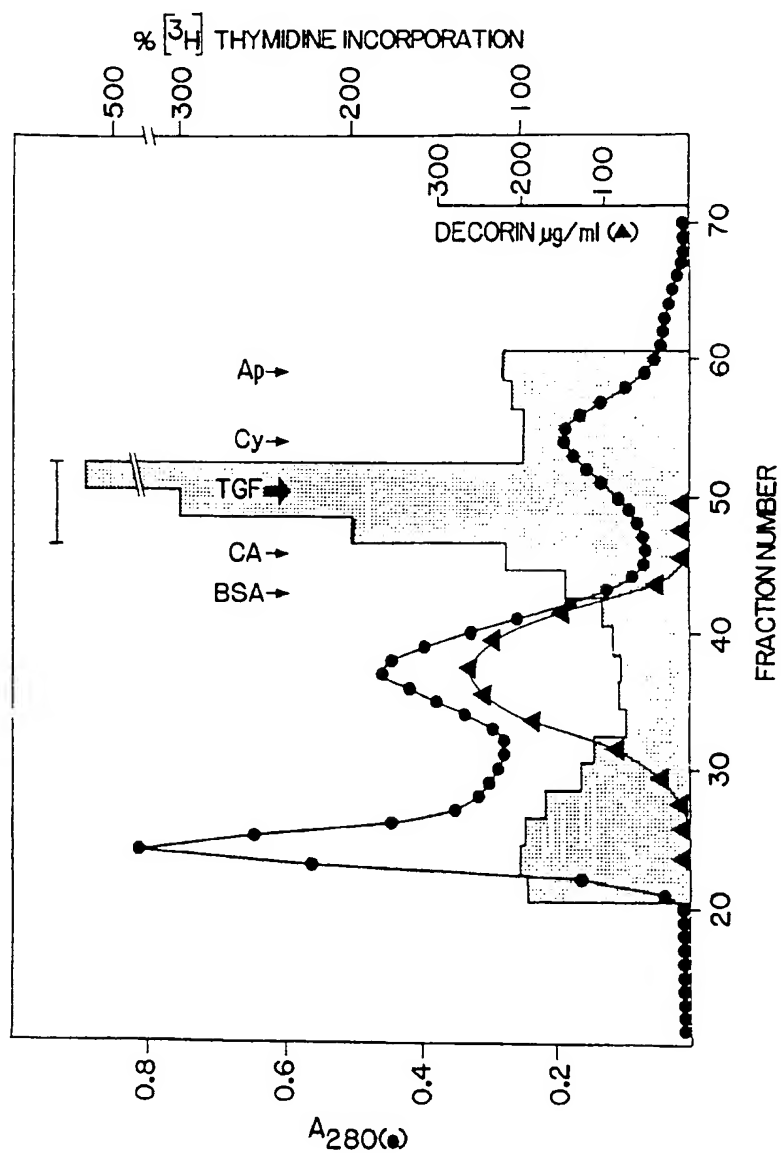 % [³H] THYMIDINE INCORPORATION
500
300
200
100
300
200
100
DECORIN µg/ml (▲)
Ap→
Cy→
TGF
CA→
BSA→
70
60
50
40
30
20
FRACTION NUMBER
0.8
0.6
0.4
0.2
A280(●)